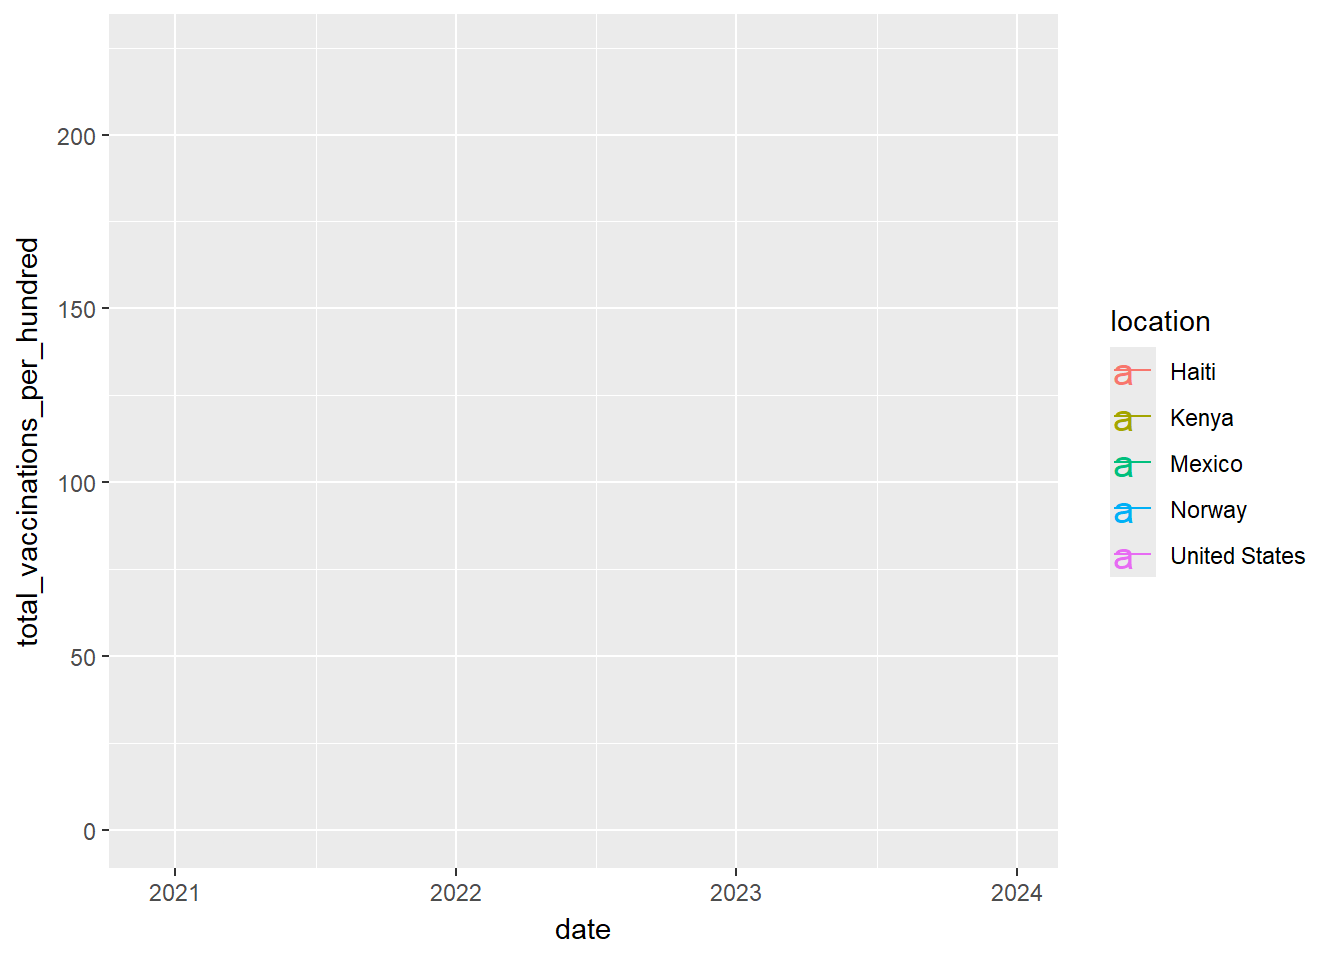 total_vaccinations_per_hundred
200
150
100
50
0
2021 2022 2023 2024
date
location
a Haiti
a Kenya
a Mexico
a Norway
a United States